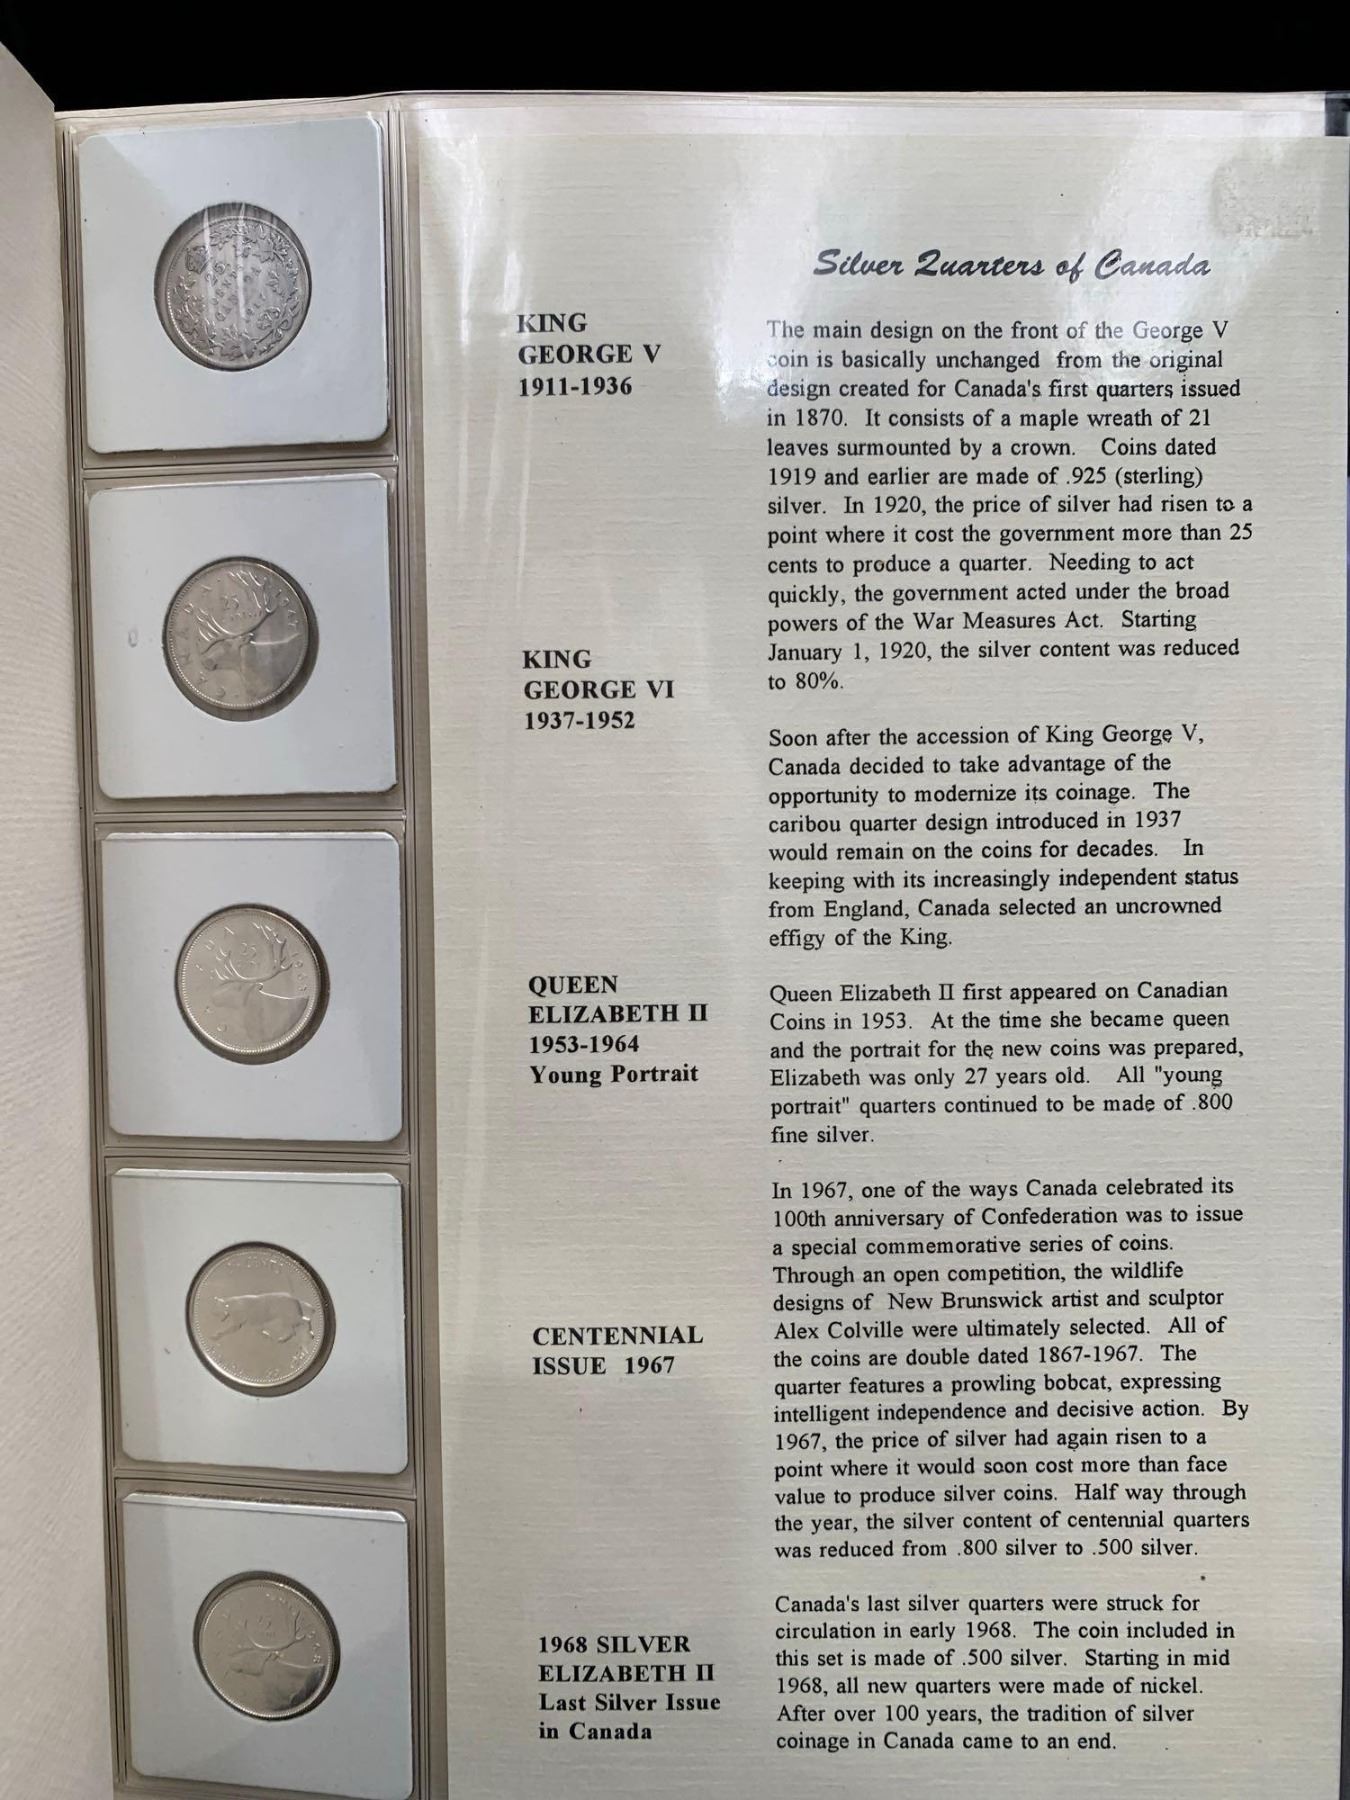 Silver Quarters of Canada
KING
GEORGE V
1911-1936
The main design on the front of the George V
coin is basically unchanged from the original
design created for Canada's first quarters issued
in 1870. It consists of a maple wreath of 21
leaves surmounted by a crown. Coins dated
1919 and earlier are made of .925 (sterling)
silver. In 1920, the price of silver had risen to a
point where it cost the government more than 25
cents to produce a quarter. Needing to act
quickly, the government acted under the broad
powers of the War Measures Act. Starting
January 1, 1920, the silver content was reduced
to 80%.
KING
GEORGE VI
1937-1952
Soon after the accession of King George V,
Canada decided to take advantage of the
opportunity to modernize its coinage. The
caribou quarter design introduced in 1937
would remain on the coins for decades. In
keeping with its increasingly independent status
from England, Canada selected an uncrowned
effigy of the King.
QUEEN
ELIZABETH II
1953-1964
Young Portrait
Queen Elizabeth II first appeared on Canadian
Coins in 1953. At the time she became queen
and the portrait for the new coins was prepared,
Elizabeth was only 27 years old. All "young
portrait" quarters continued to be made of .800
fine silver.
CENTENNIAL
ISSUE 1967
In 1967, one of the ways Canada celebrated its
100th anniversary of Confederation was to issue
a special commemorative series of coins.
Through an open competition, the wildlife
designs of New Brunswick artist and sculptor
Alex Colville were ultimately selected. All of
the coins are double dated 1867-1967. The
quarter features a prowling bobcat, expressing
intelligent independence and decisive action. By
1967, the price of silver had again risen to a
point where it would soon cost more than face
value to produce silver coins. Half way through
the year, the silver content of centennial quarters
was reduced from .800 silver to .500 silver.
1968 SILVER
ELIZABETH II
Last Silver Issue
in Canada
Canada's last silver quarters were struck for
circulation in early 1968. The coin included in
this set is made of .500 silver. Starting in mid
1968, all new quarters were made of nickel.
After over 100 years, the tradition of silver
coinage in Canada came to an end.
25
CENTS
CANADA
25
25
25